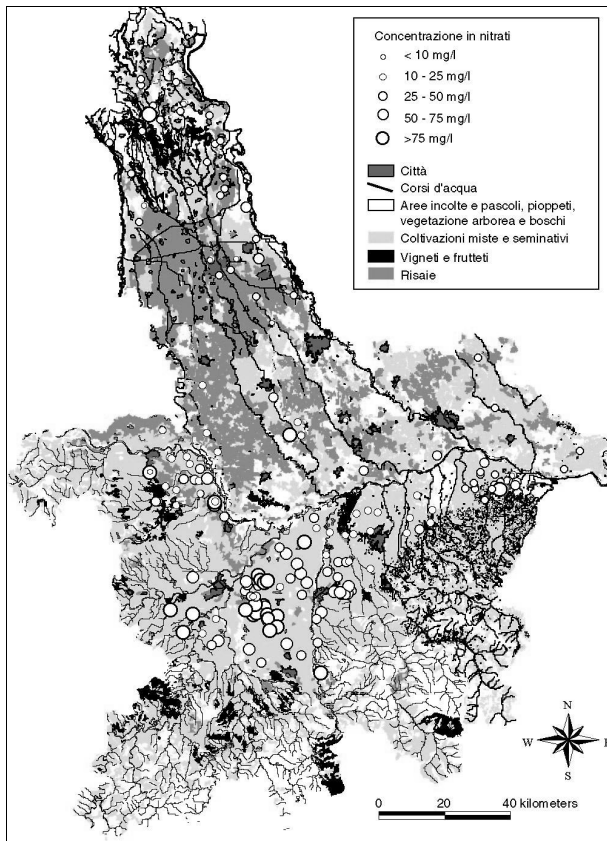 Concentrazione in nitrati
< 10 mg/l
10 - 25 mg/l
25 - 50 mg/l
50 - 75 mg/l
>75 mg/l
Città
Corsi d'acqua
Aree incolte e pascoli, pioppeti,
vegetazione arborea e boschi
Coltivazioni miste e seminativi
Vigneti e frutteti
Risaie
N
W
E
S
0 20 40 kilometers